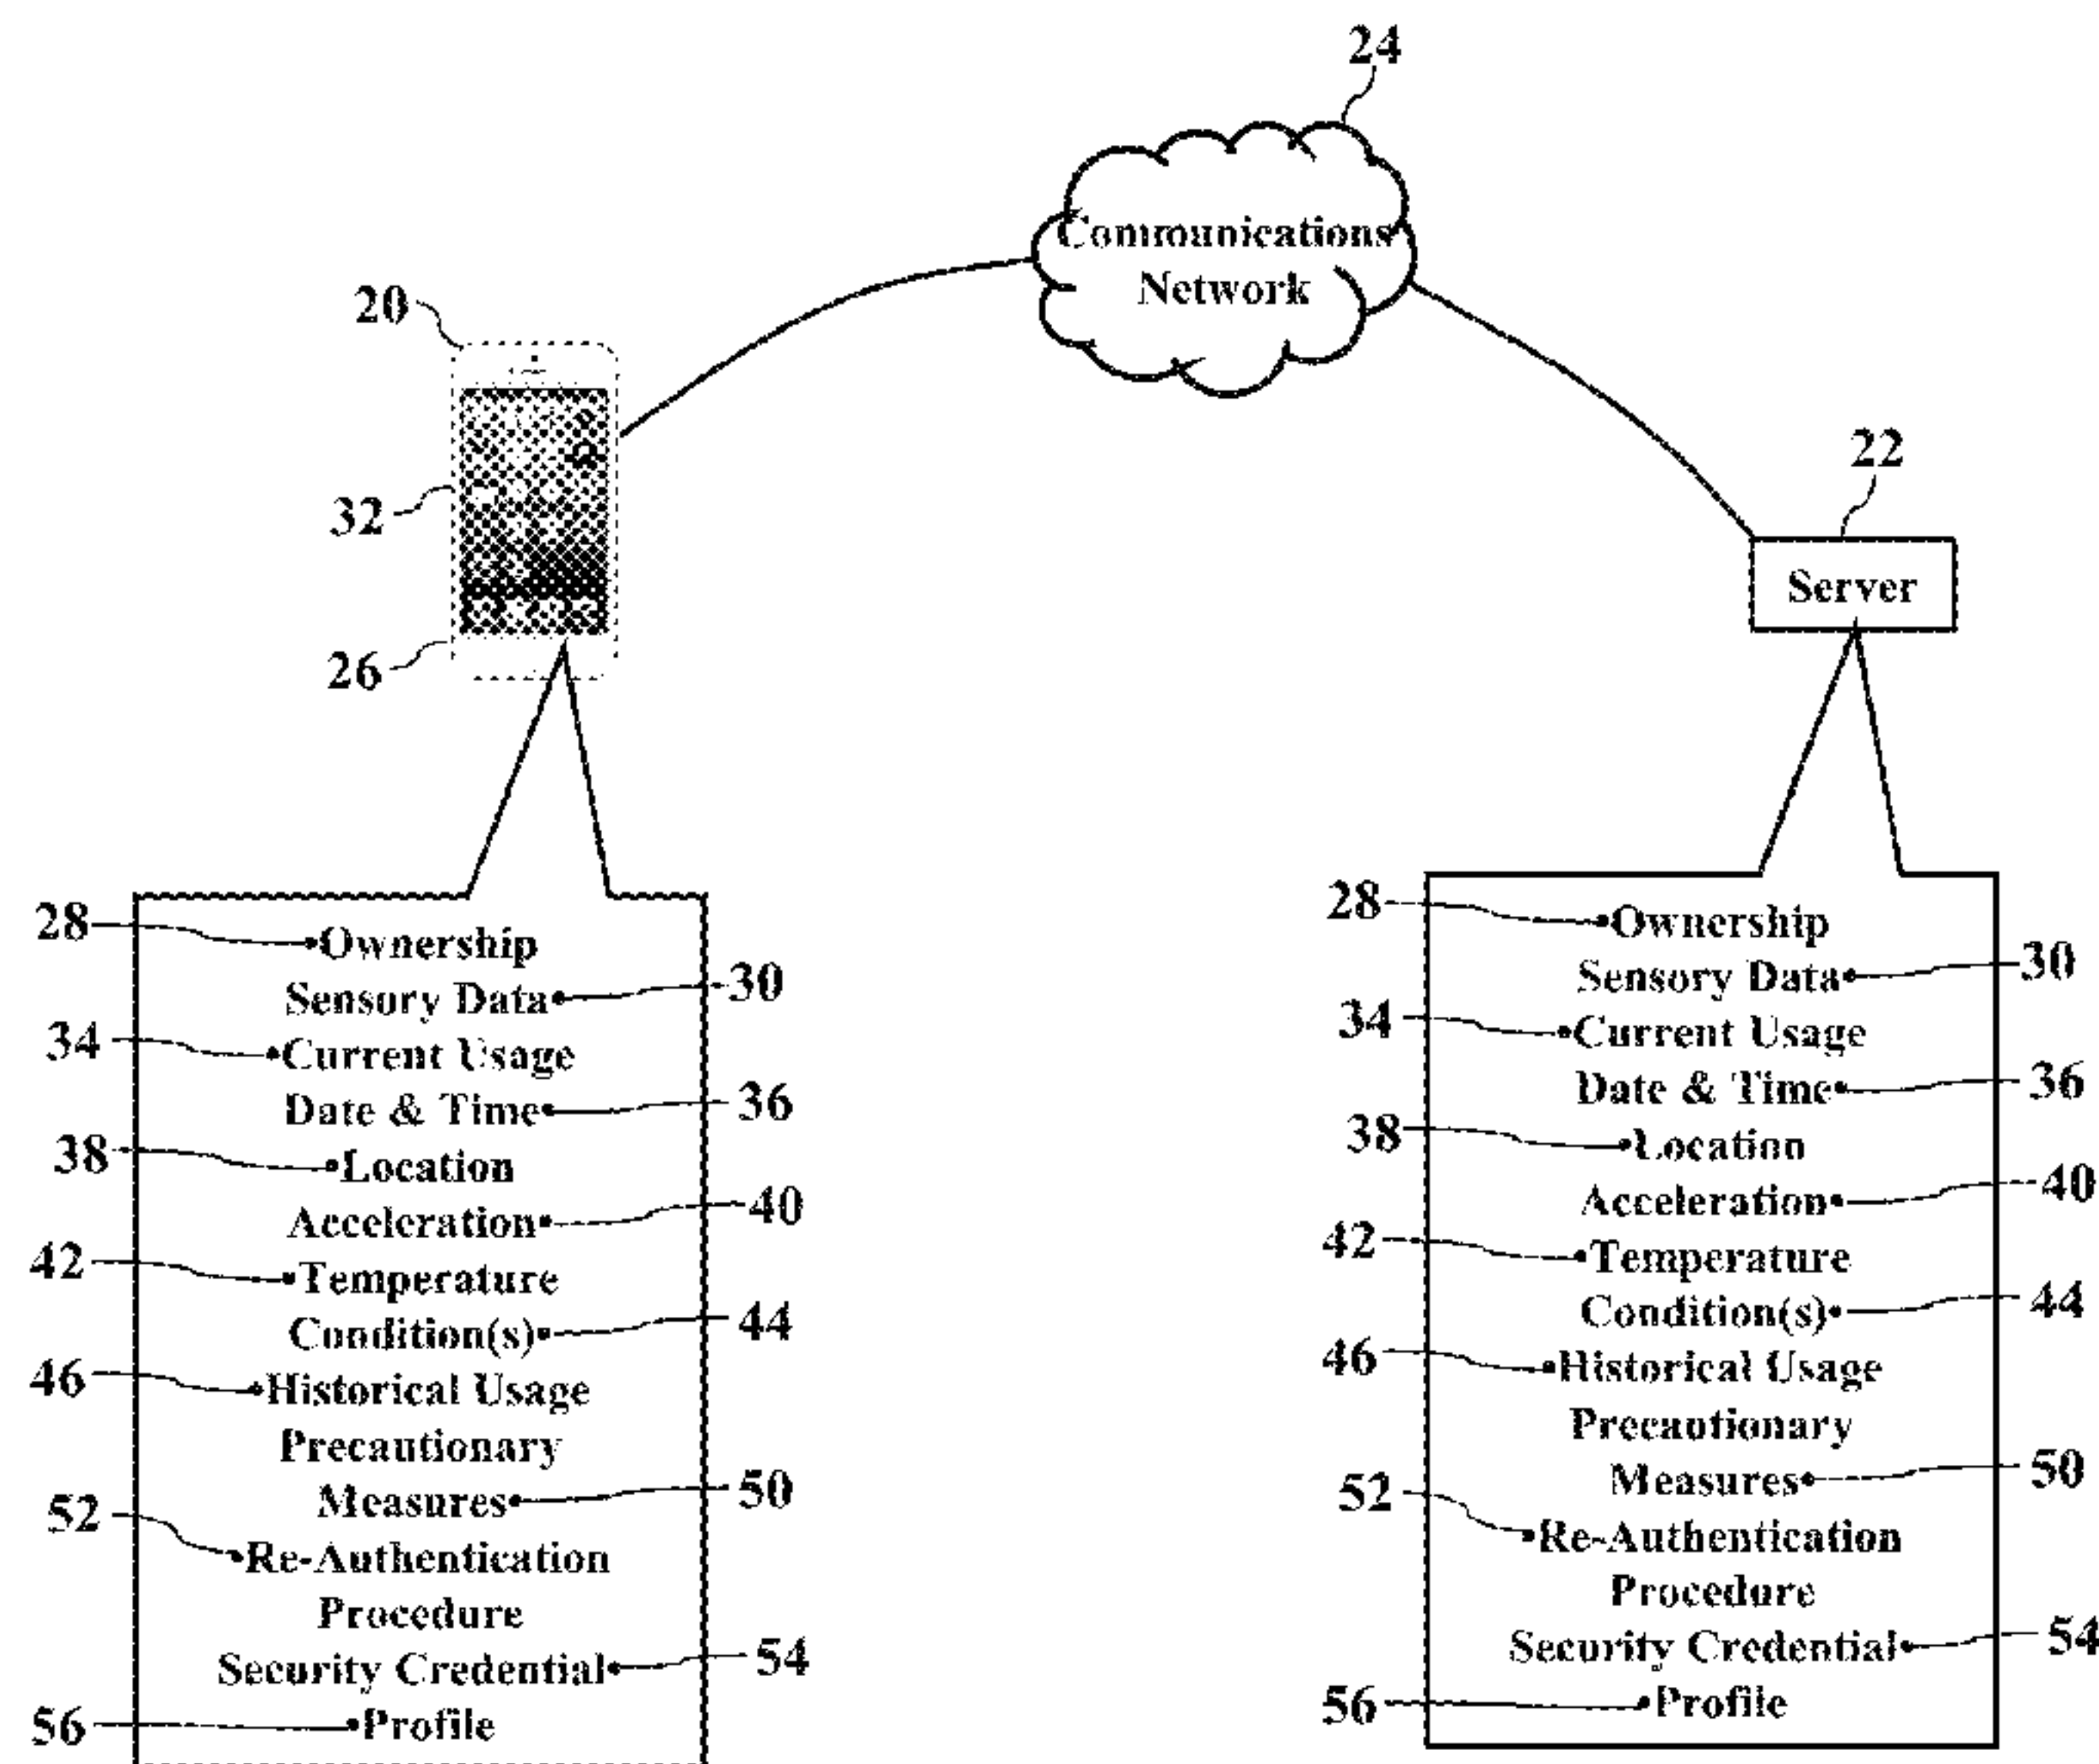 24
Communications
Network
20
32
26
22
Server
28 Ownership
Sensory Data 30
34 Current Usage
Date & Time 36
38 Location
Acceleration 40
42 Temperature
Condition(s) 44
46 Historical Usage
Precautionary
Measures 50
52 Re-Authentication
Procedure
Security Credential 54
56 Profile
28 Ownership
Sensory Data 30
34 Current Usage
Date & Time 36
38 Location
Acceleration 40
42 Temperature
Condition(s) 44
46 Historical Usage
Precautionary
Measures 50
52 Re-Authentication
Procedure
Security Credential 54
56 Profile